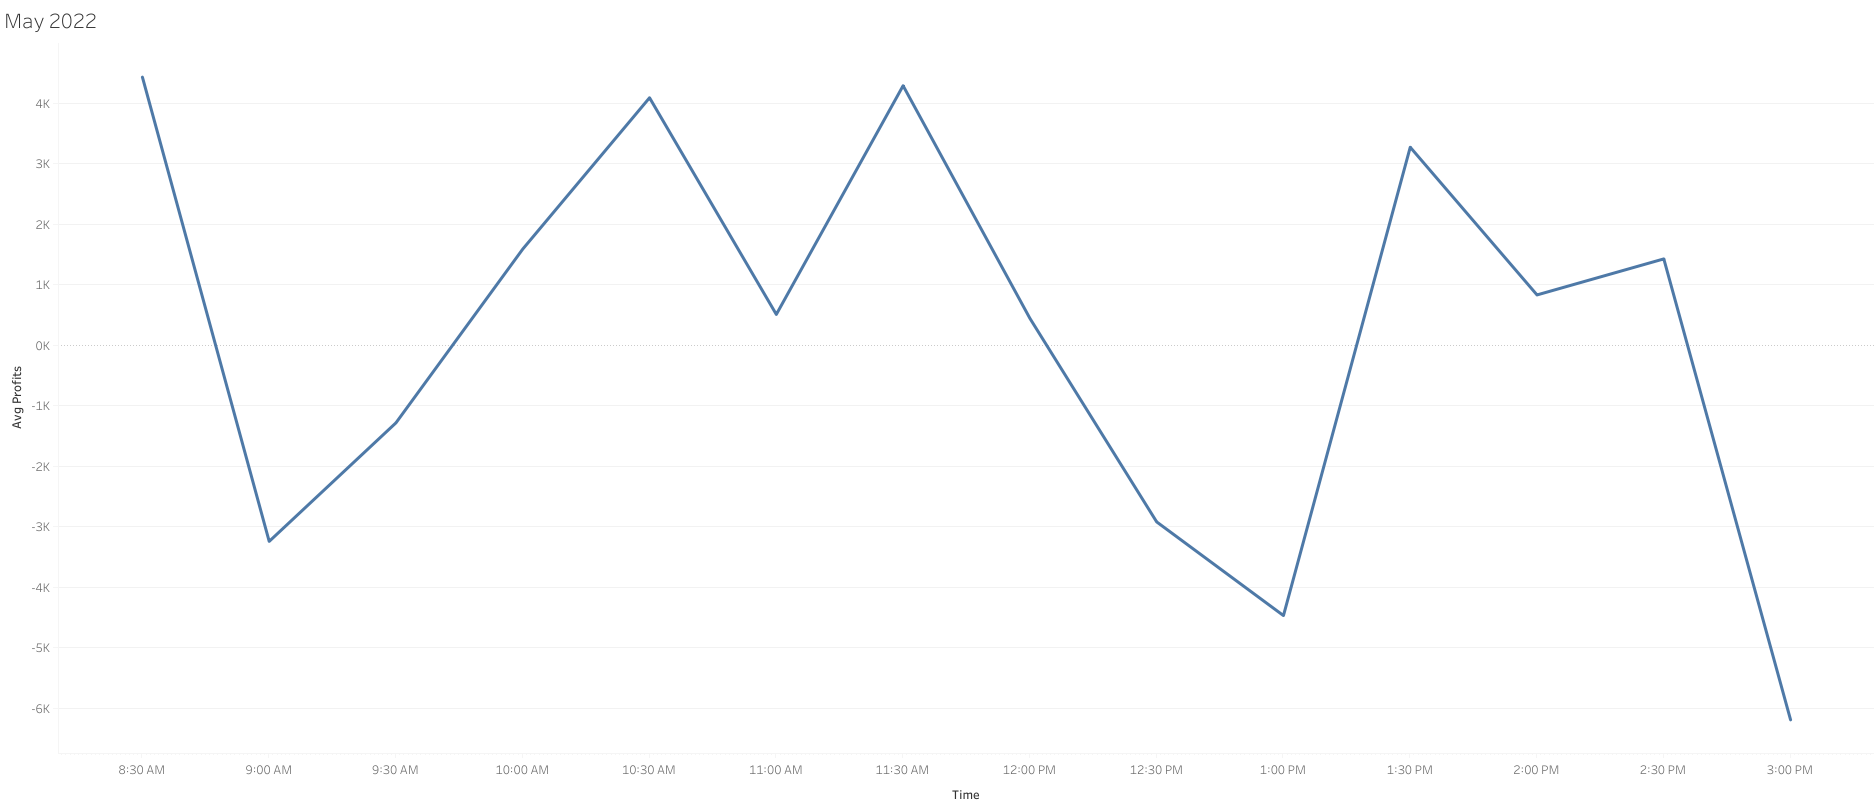 May 2022
4K
3K
2K
1K
0K
-1K
-2K
-3K
-4K
-5K
-6K
Avg Profits
8:30 AM 9:00 AM 9:30 AM 10:00 AM 10:30 AM 11:00 AM 11:30 AM 12:00 PM 12:30 PM 1:00 PM 1:30 PM 2:00 PM 2:30 PM 3:00 PM
Time